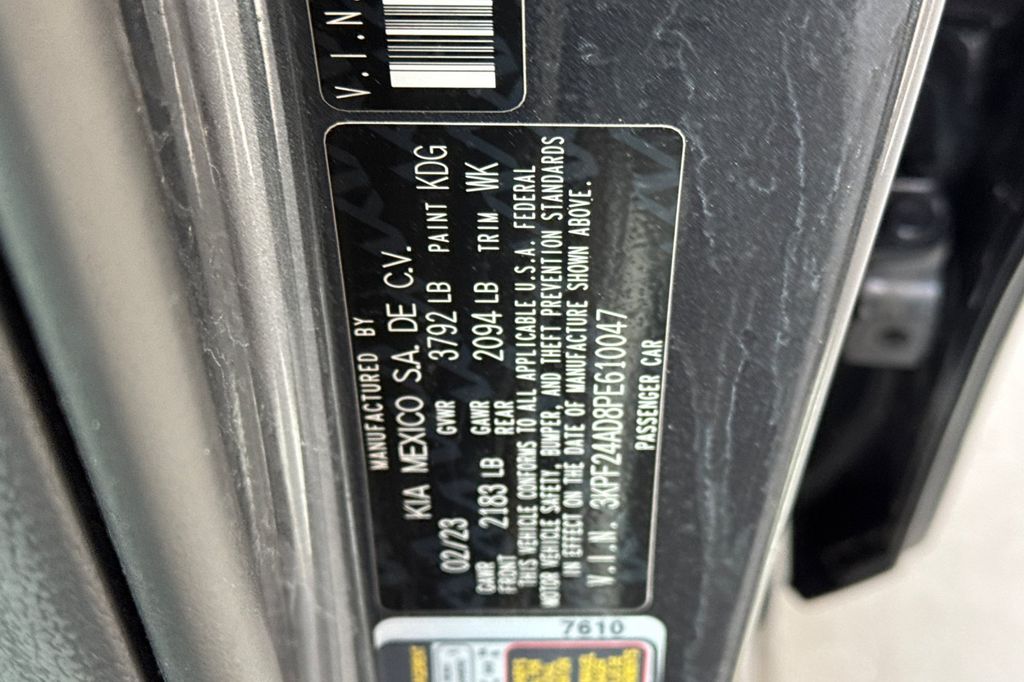 V.I.N.
MANUFACTURED BY
KIA MEXICO S.A. DE C.V.
02/23 GVWR 3792 LB PAINT KDG
GAWR FRONT 2183 LB GAWR REAR 2094 LB TRIM WK
THIS VEHICLE CONFORMS TO ALL APPLICABLE U.S.A. FEDERAL
MOTOR VEHICLE SAFETY, BUMPER, AND THEFT PREVENTION STANDARDS
IN EFFECT ON THE DATE OF MANUFACTURE SHOWN ABOVE.
V.I.N. 3KPF24AD8PE610047
PASSENGER CAR
7610